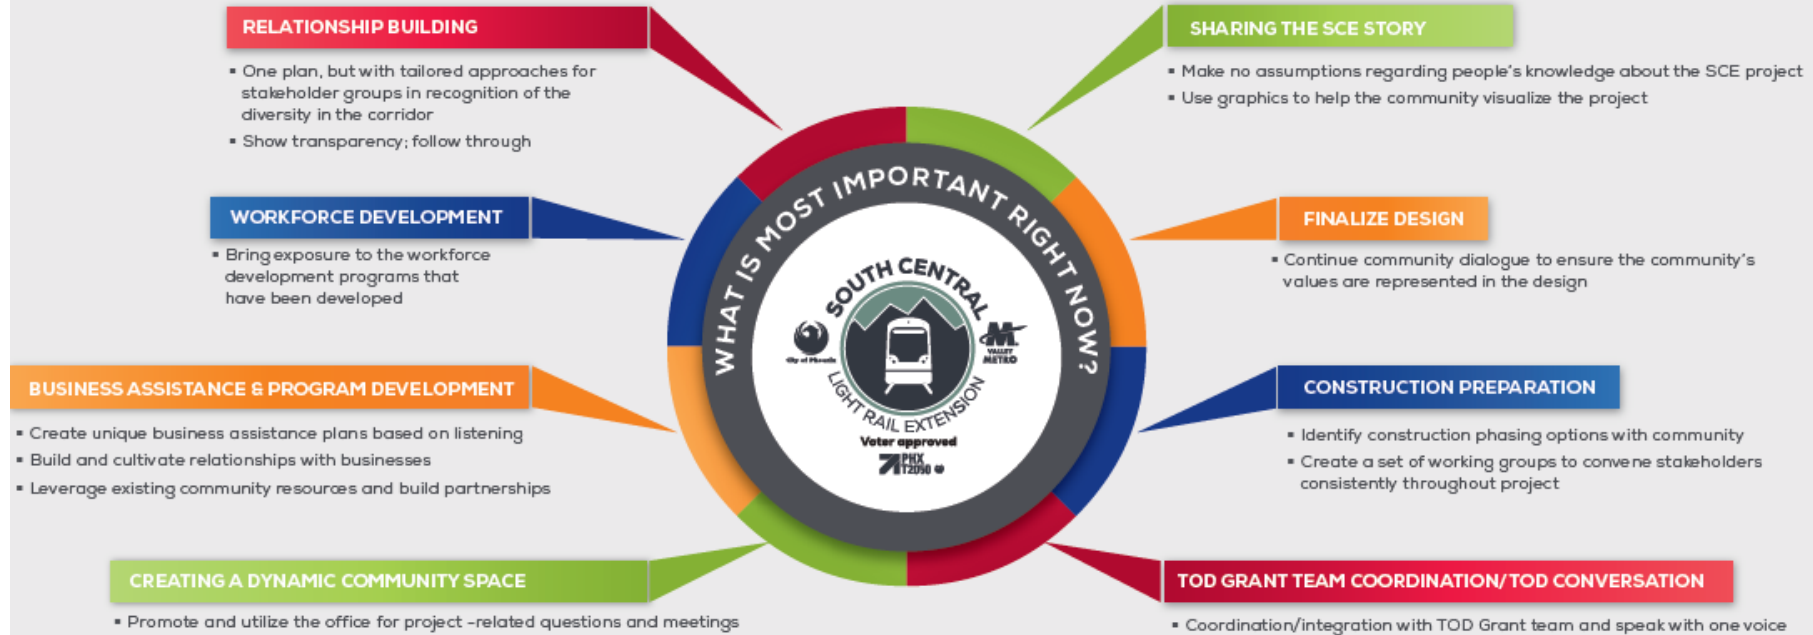 RELATIONSHIP BUILDING
▪ One plan, but with tailored approaches for
stakeholder groups in recognition of the
diversity in the corridor
▪ Show transparency; follow through
WORKFORCE DEVELOPMENT
▪ Bring exposure to the workforce
development programs that
have been developed
BUSINESS ASSISTANCE & PROGRAM DEVELOPMENT
▪ Create unique business assistance plans based on listening
▪ Build and cultivate relationships with businesses
▪ Leverage existing community resources and build partnerships
CREATING A DYNAMIC COMMUNITY SPACE
▪ Promote and utilize the office for project -related questions and meetings
WHAT IS MOST IMPORTANT RIGHT NOW?
SOUTH CENTRAL
City of Phoenix
VALLEY
METRO
LIGHT RAIL EXTENSION
Voter approved
PHX
T2050
SHARING THE SCE STORY
▪ Make no assumptions regarding people's knowledge about the SCE project
▪ Use graphics to help the community visualize the project
FINALIZE DESIGN
▪ Continue community dialogue to ensure the community's
values are represented in the design
CONSTRUCTION PREPARATION
▪ Identify construction phasing options with community
▪ Create a set of working groups to convene stakeholders
consistently throughout project
TOD GRANT TEAM COORDINATION/TOD CONVERSATION
▪ Coordination/integration with TOD Grant team and speak with one voice